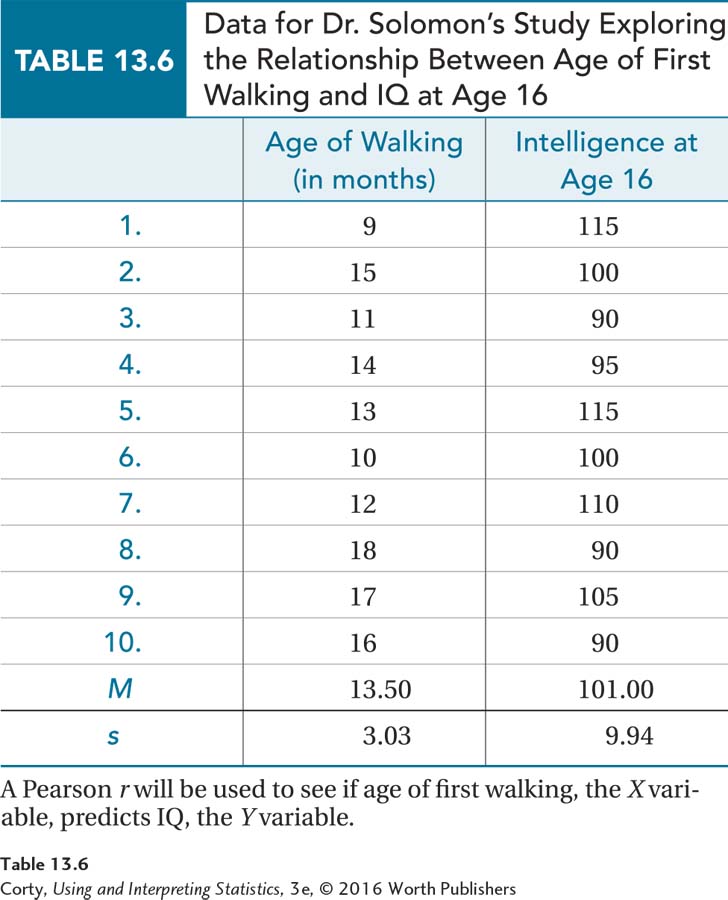 TABLE 13.6
Data for Dr. Solomon’s Study Exploring
the Relationship Between Age of First
Walking and IQ at Age 16
Age of Walking
(in months)
Intelligence at
Age 16
1. 9 115
2. 15 100
3. 11 90
4. 14 95
5. 13 115
6. 10 100
7. 12 110
8. 18 90
9. 17 105
10. 16 90
M 13.50 101.00
s 3.03 9.94
A Pearson r will be used to see if age of first walking, the X vari-
able, predicts IQ, the Y variable.
Table 13.6
Corty, Using and Interpreting Statistics, 3e, © 2016 Worth Publishers